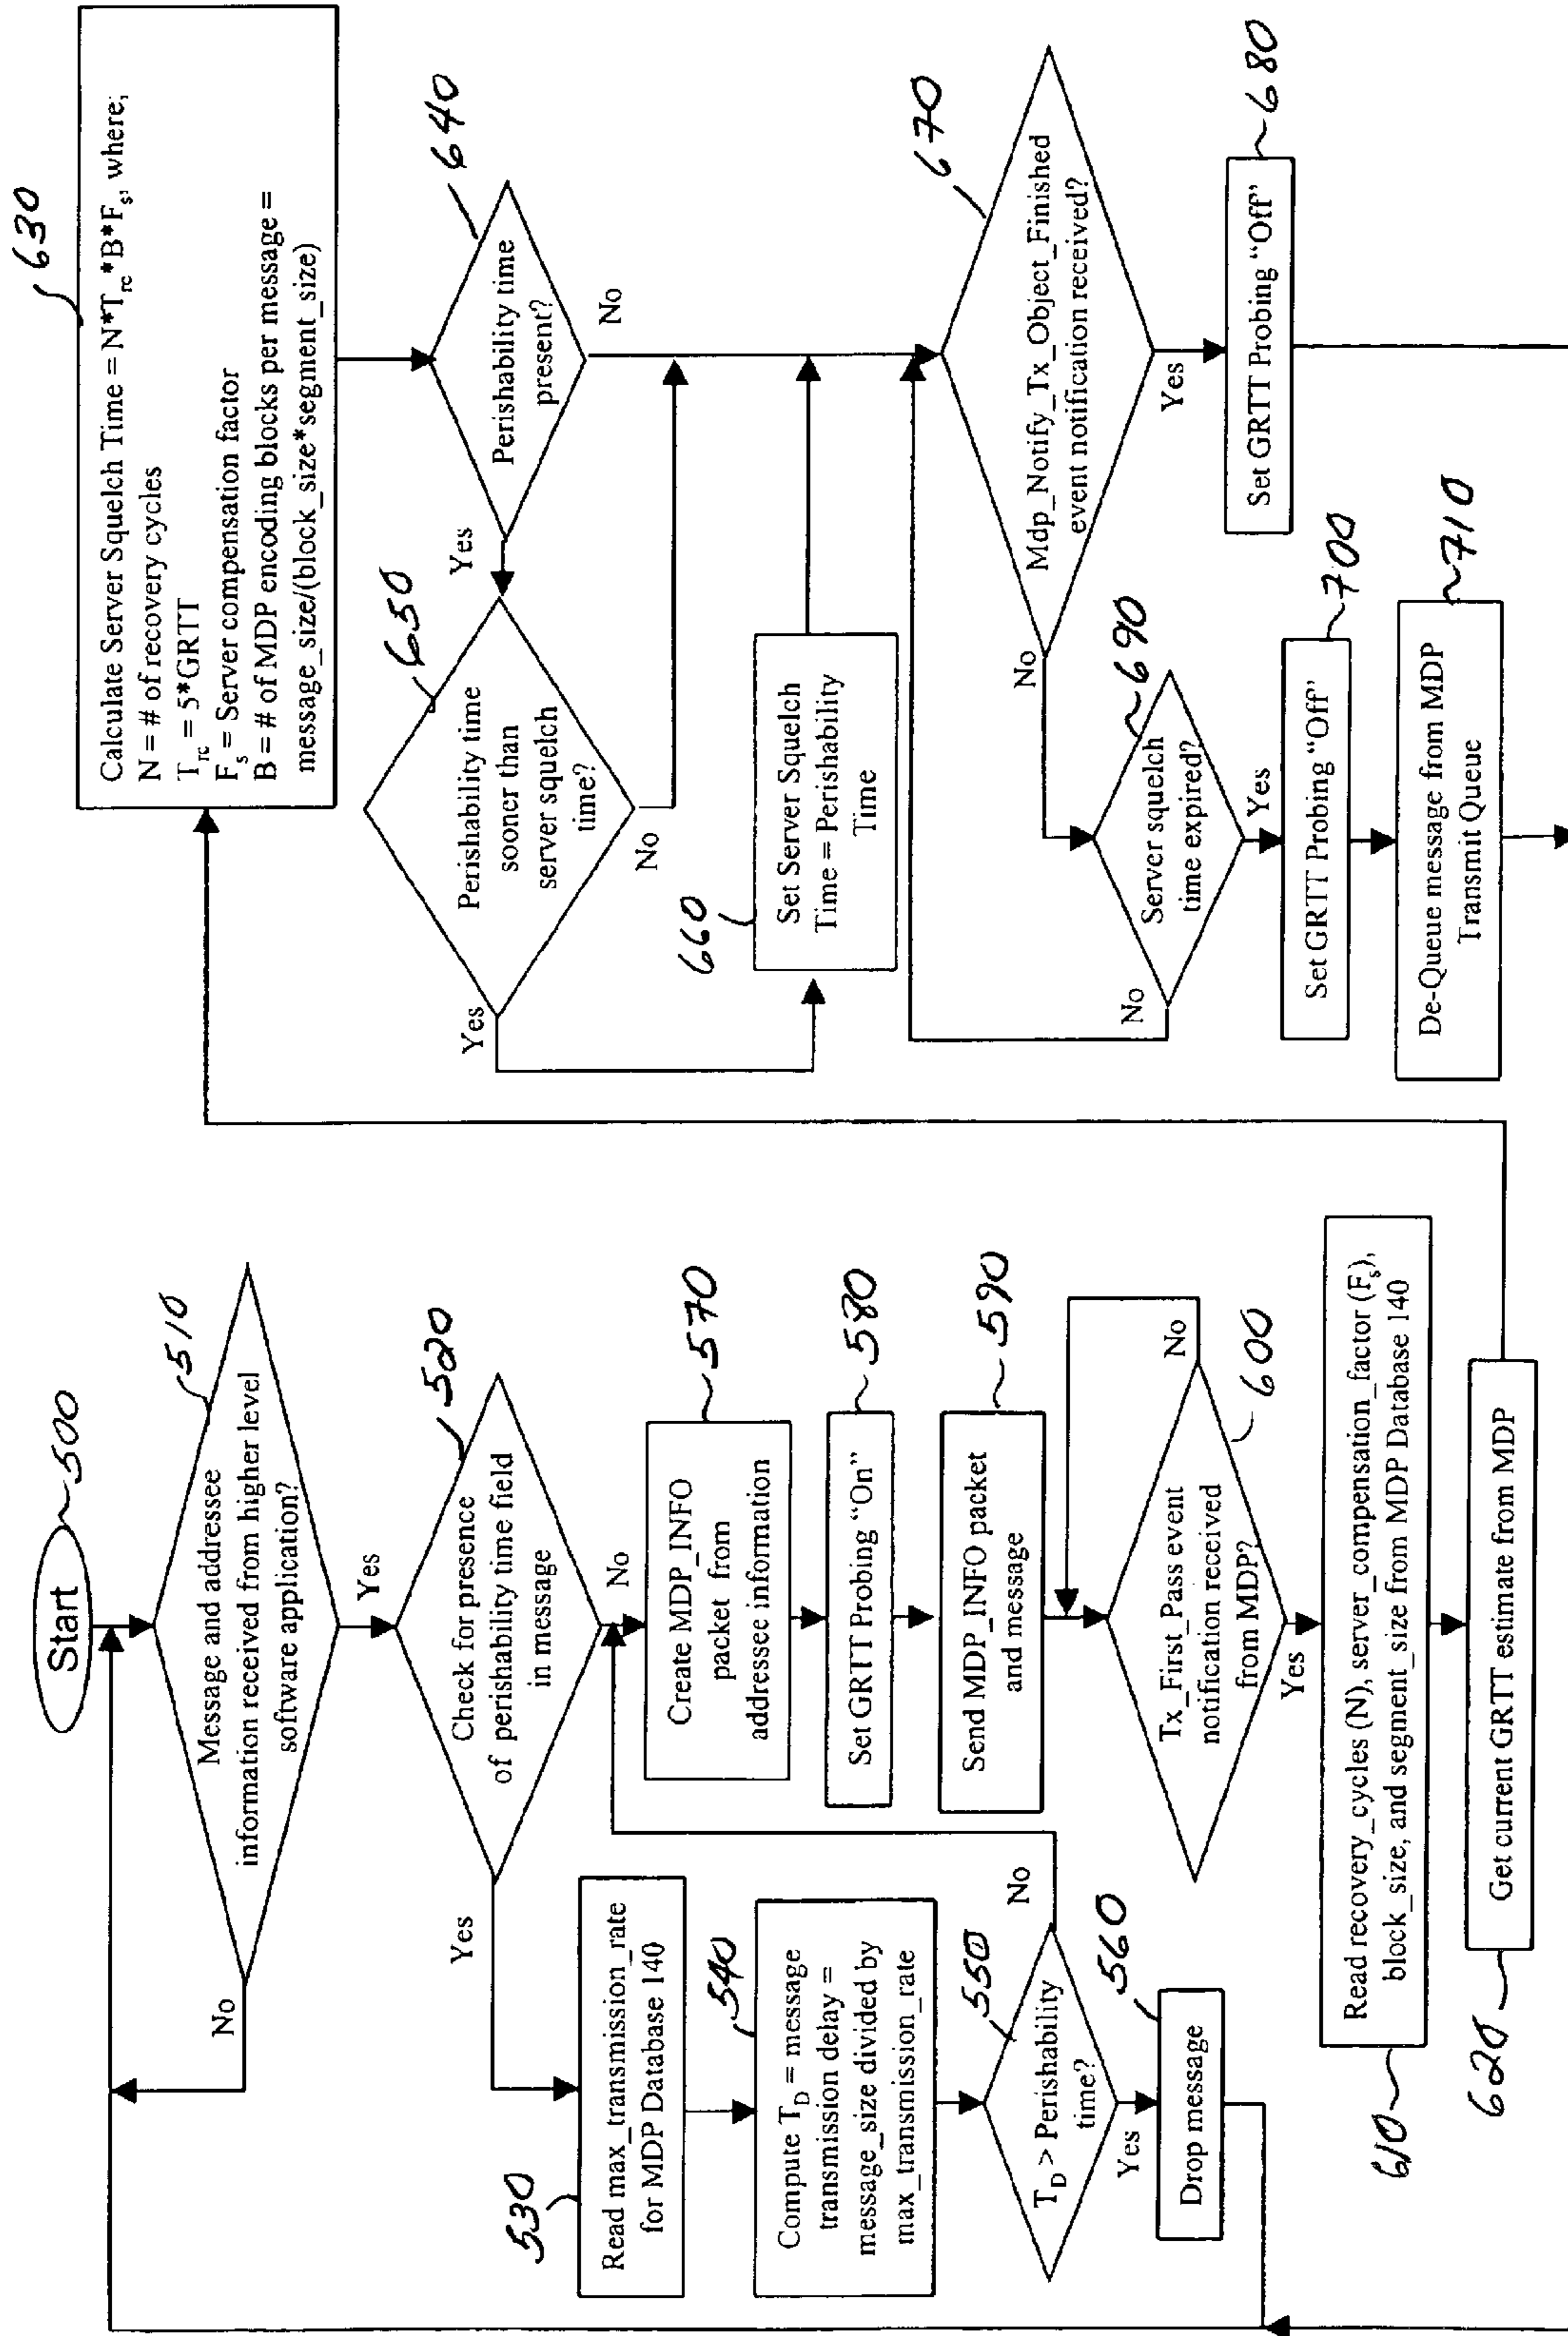 Start
500
Message and addressee
information received from higher level
software application?
510
No
Yes
Check for presence
of perishability time field
in message
520
Yes
No
Read max_transmission_rate
for MDP Database 140
530
Compute T_D = message
transmission delay =
message_size divided by
max_transmission_rate
540
T_D > Perishability
time?
550
No
Yes
Drop message
560
Create MDP_INFO
packet from
addressee information
570
Set GRTT Probing “On”
580
Send MDP_INFO packet
and message
590
Tx_First_Pass event
notification received
from MDP?
600
No
Yes
Read recovery_cycles (N), server_compensation_factor (F_s),
block_size, and segment_size from MDP Database 140
610
Get current GRTT estimate from MDP
620
630
Calculate Server Squelch Time = N*T_rc*B*F_s, where;
N = # of recovery cycles
T_rc = 5*GRTT
F_s = Server compensation factor
B = # of MDP encoding blocks per message =
message_size/(block_size*segment_size)
Perishability time
present?
640
Yes
No
Perishability time
sooner than
server squelch
time?
650
Yes
No
Set Server Squelch
Time = Perishability
Time
660
Mdp_Notify_Tx_Object_Finished
event notification received?
670
No
Yes
Set GRTT Probing “Off”
680
Server squelch
time expired?
690
No
Yes
Set GRTT Probing “Off”
700
De-Queue message from MDP
Transmit Queue
710